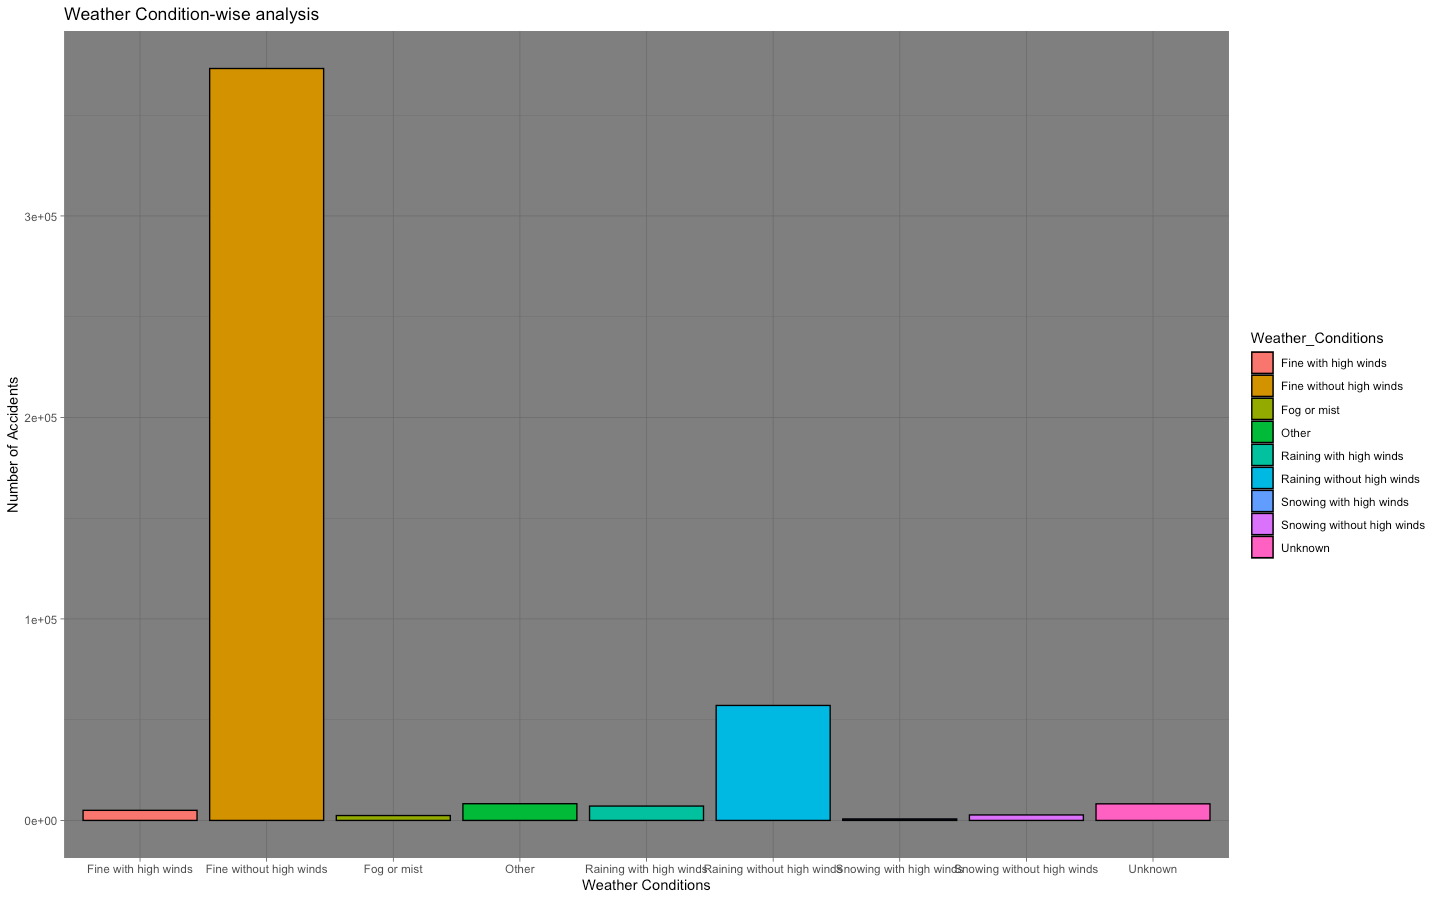 Weather Condition-wise analysis
Number of Accidents
3e+05
2e+05
1e+05
0e+00
Fine with high winds
Fine without high winds
Fog or mist
Other
Raining with high winds
Raining without high winds
Snowing with high winds
Snowing without high winds
Unknown
Weather Conditions
Weather_Conditions
Fine with high winds
Fine without high winds
Fog or mist
Other
Raining with high winds
Raining without high winds
Snowing with high winds
Snowing without high winds
Unknown